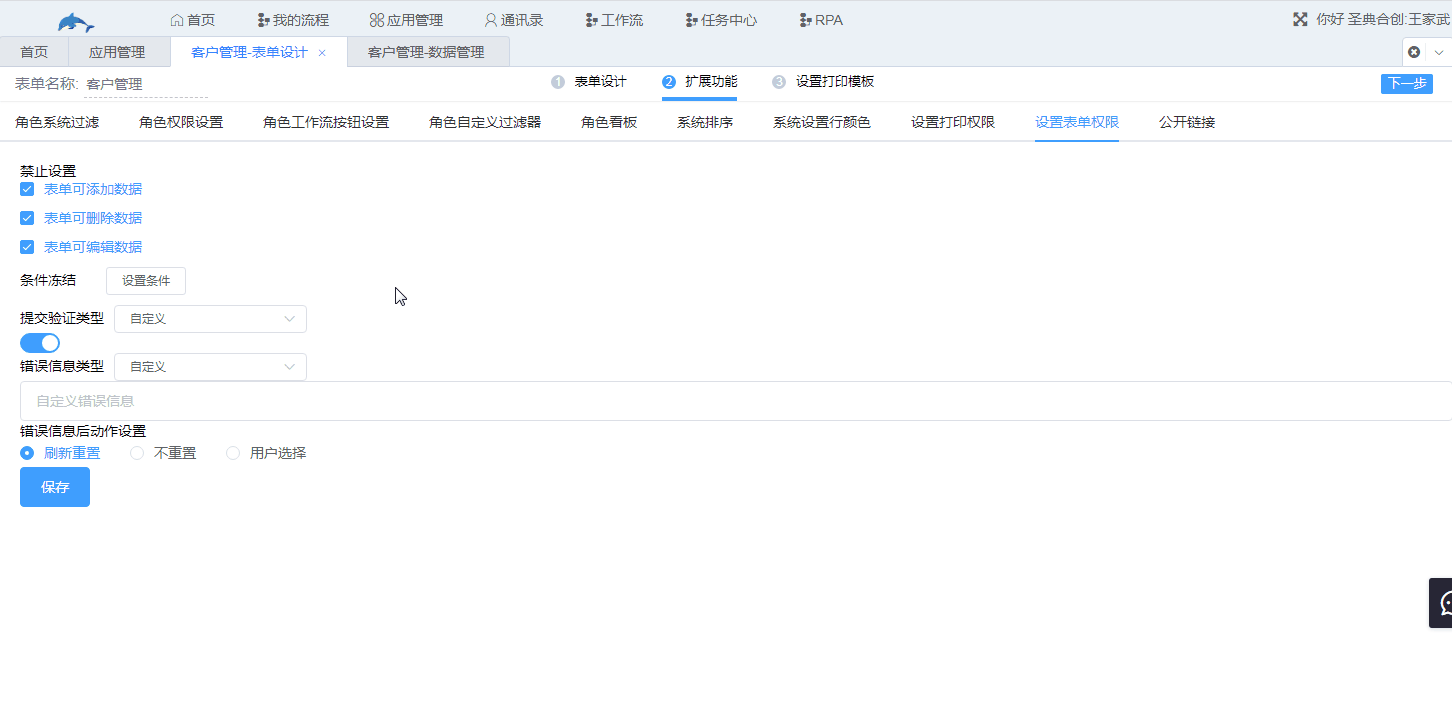 首页 我的流程 应用管理 通讯录 工作流 任务中心 RPA 你好 圣典合创:王家武
首页 应用管理 客户管理-表单设计 × 客户管理-数据管理
表单名称: 客户管理 1 表单设计 2 扩展功能 3 设置打印模板 下一步
角色系统过滤 角色权限设置 角色工作流按钮设置 角色自定义过滤器 角色看板 系统排序 系统设置行颜色 设置打印权限 设置表单权限 公开链接
禁止设置
表单可添加数据
表单可删除数据
表单可编辑数据
条件冻结 设置条件
提交验证类型 自定义
错误信息类型 自定义
自定义错误信息
错误信息后动作设置
刷新重置 不重置 用户选择
保存